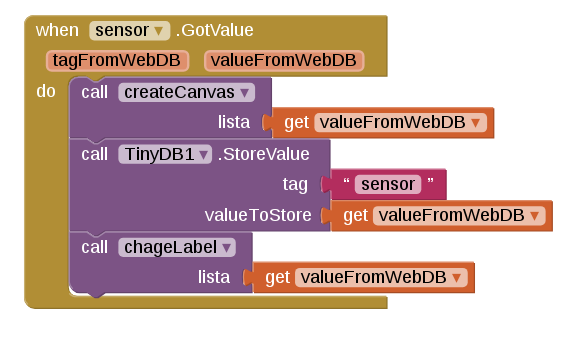 when sensor .GotValue
tagFromWebDB valueFromWebDB
do call createCanvas
lista get valueFromWebDB
call TinyDB1 .StoreValue
tag “ sensor ”
valueToStore get valueFromWebDB
call chageLabel
lista get valueFromWebDB